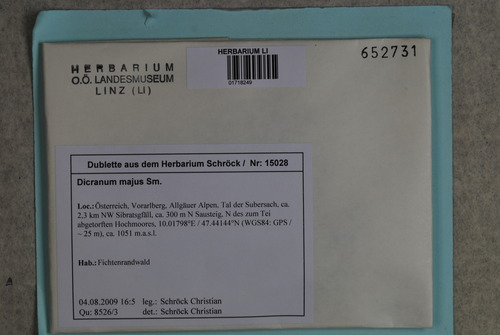 HERBARIUM
O.Ö. LANDESMUSEUM
LINZ (LI)
HERBARIUM LI
01718249
652731
Dublette aus dem Herbarium Schröck / Nr: 15028
Dicranum majus Sm.
Loc.: Österreich, Vorarlberg, Allgäuer Alpen, Tal der Subersach, ca.
2,3 km NW Sibratsgfäll, ca. 300 m N Sausteig, N des zum Tei
abgetorften Hochmoores, 10.01798°E / 47.44144°N (WGS84: GPS /
~ 25 m), ca. 1051 m.a.s.l.
Hab.: Fichtenrandwald
04.08.2009 16:5 leg.: Schröck Christian
Qu: 8526/3 det.: Schröck Christian